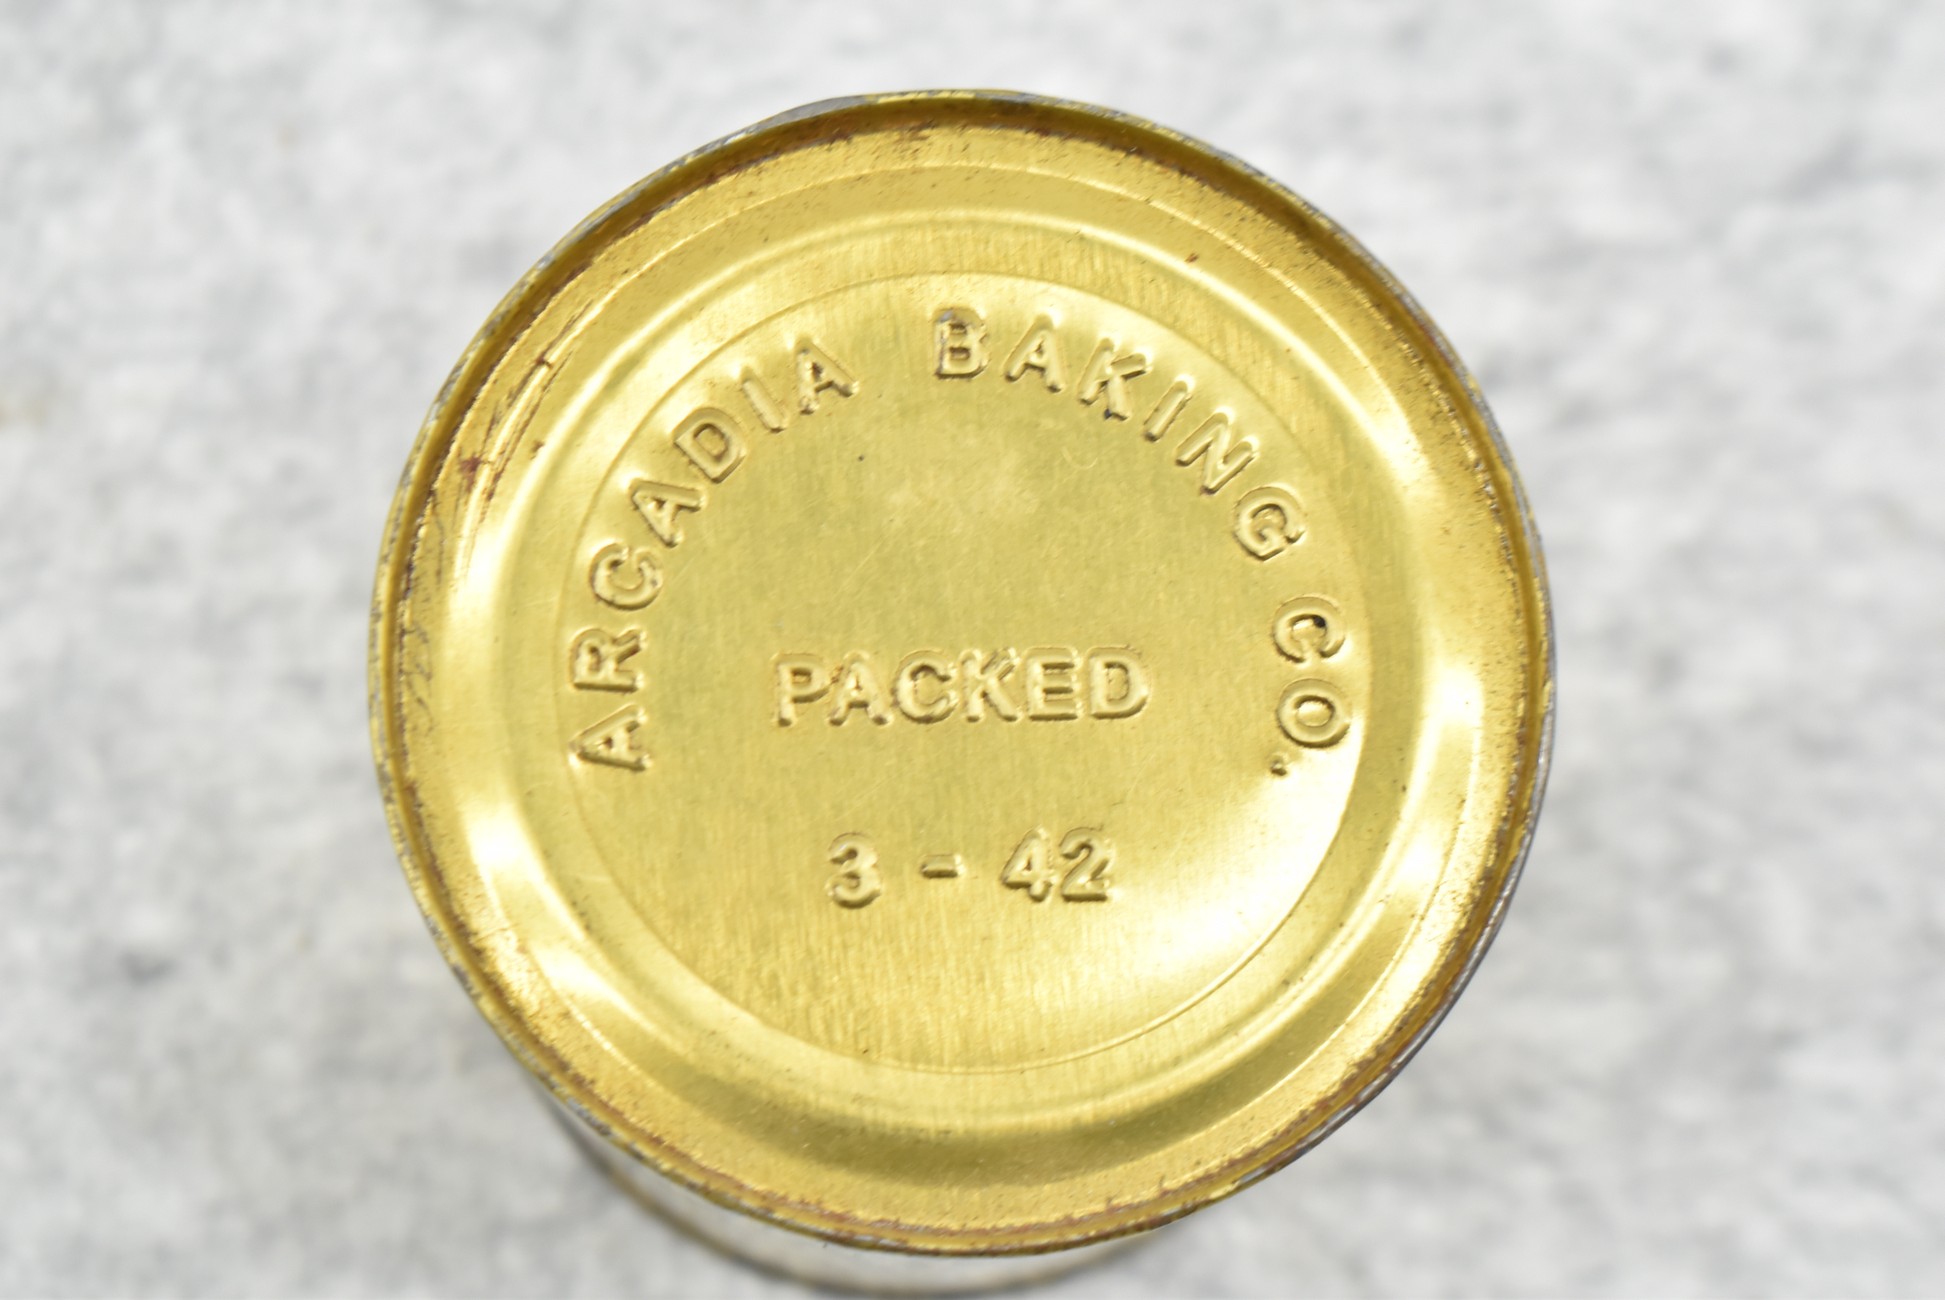 ARCADIA BAKING CO.
PACKED
3 - 42